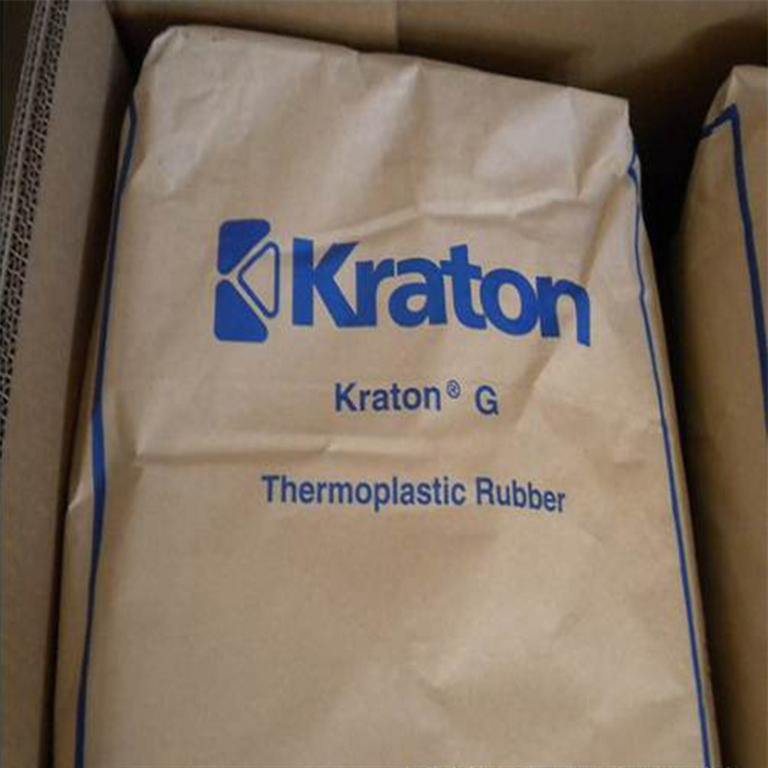 Kraton
Kraton® G
Thermoplastic Rubber